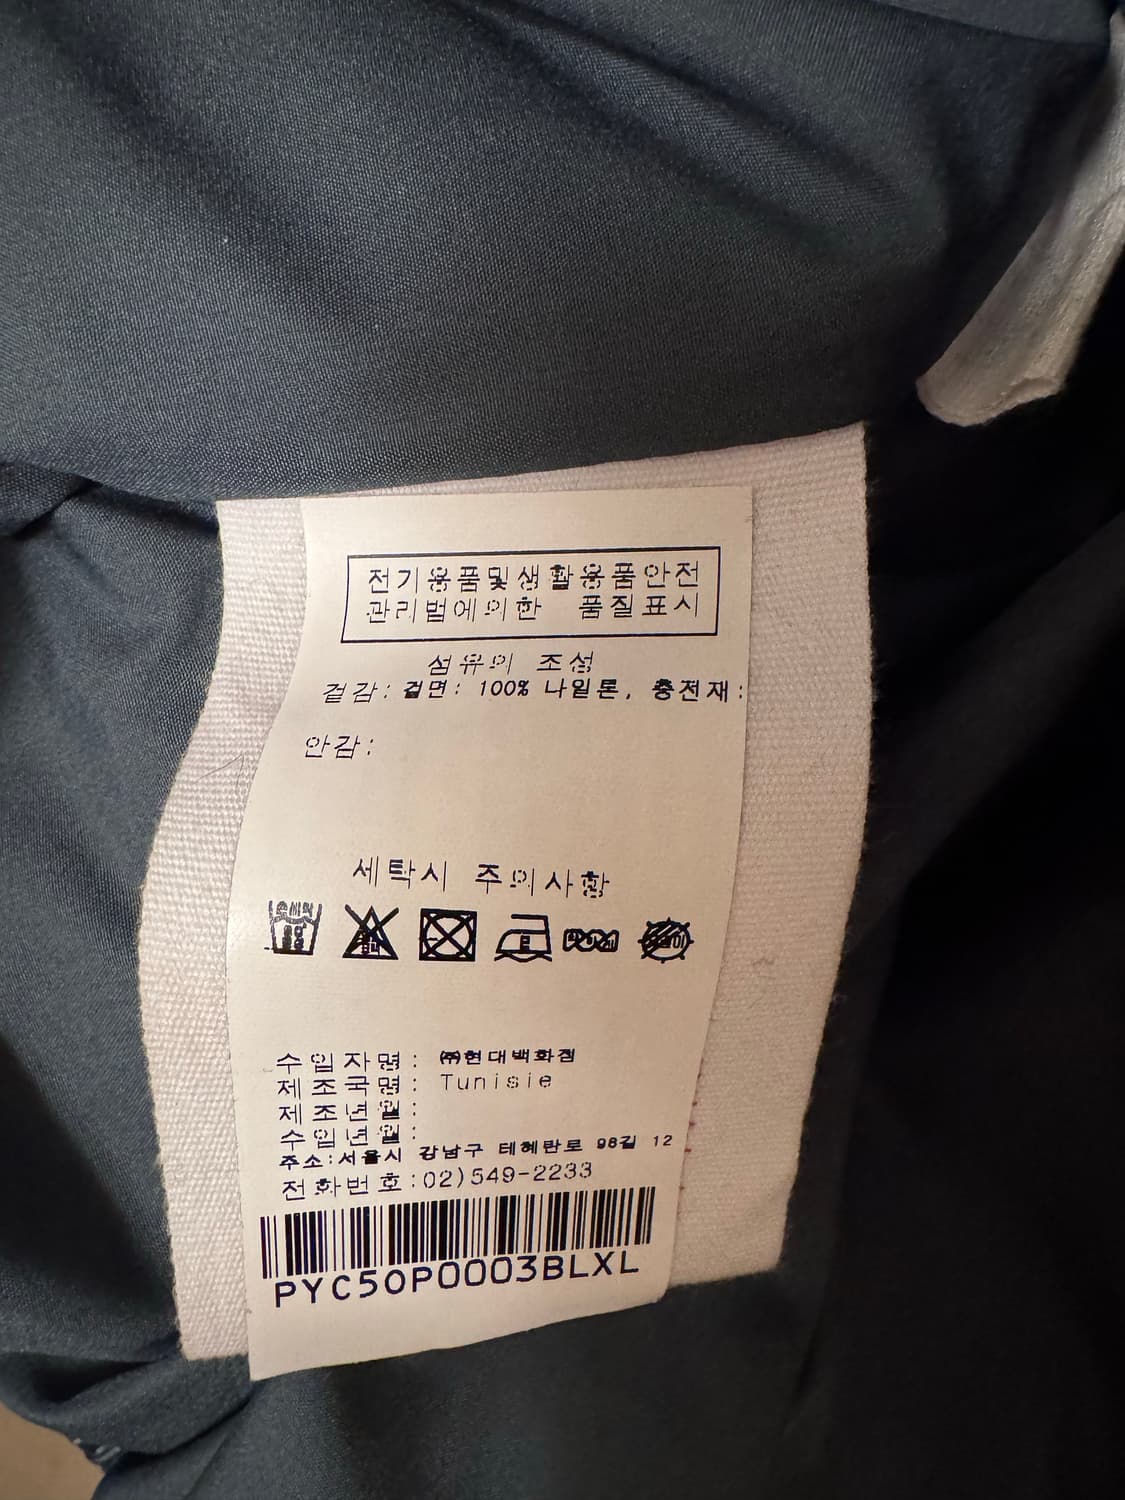 전기용품및생활용품안전
관리법에의한 품질표시
섬유의 조성
겉감: 겉면: 100% 나일론, 충전재:
안감:
세탁시 주의사항
수입자명: ㈜현대백화점
제조국명: Tunisie
제조년월:
수입년월:
주소:서울시 강남구 테헤란로 98길 12
전화번호:02)549-2233
PYC50P0003BLXL